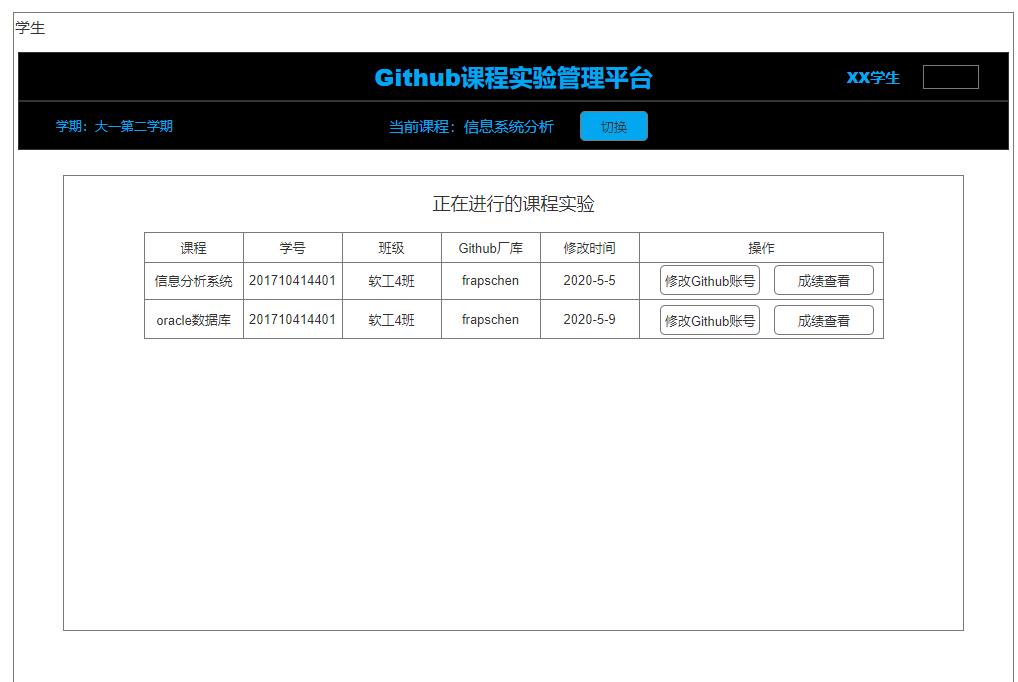 学生
Github课程实验管理平台 XX学生
学期：大一第二学期 当前课程：信息系统分析 切换
正在进行的课程实验
课程 学号 班级 Github厂库 修改时间 操作
信息分析系统 201710414401 软工4班 frapschen 2020-5-5 修改Github账号 成绩查看
oracle数据库 201710414401 软工4班 frapschen 2020-5-9 修改Github账号 成绩查看